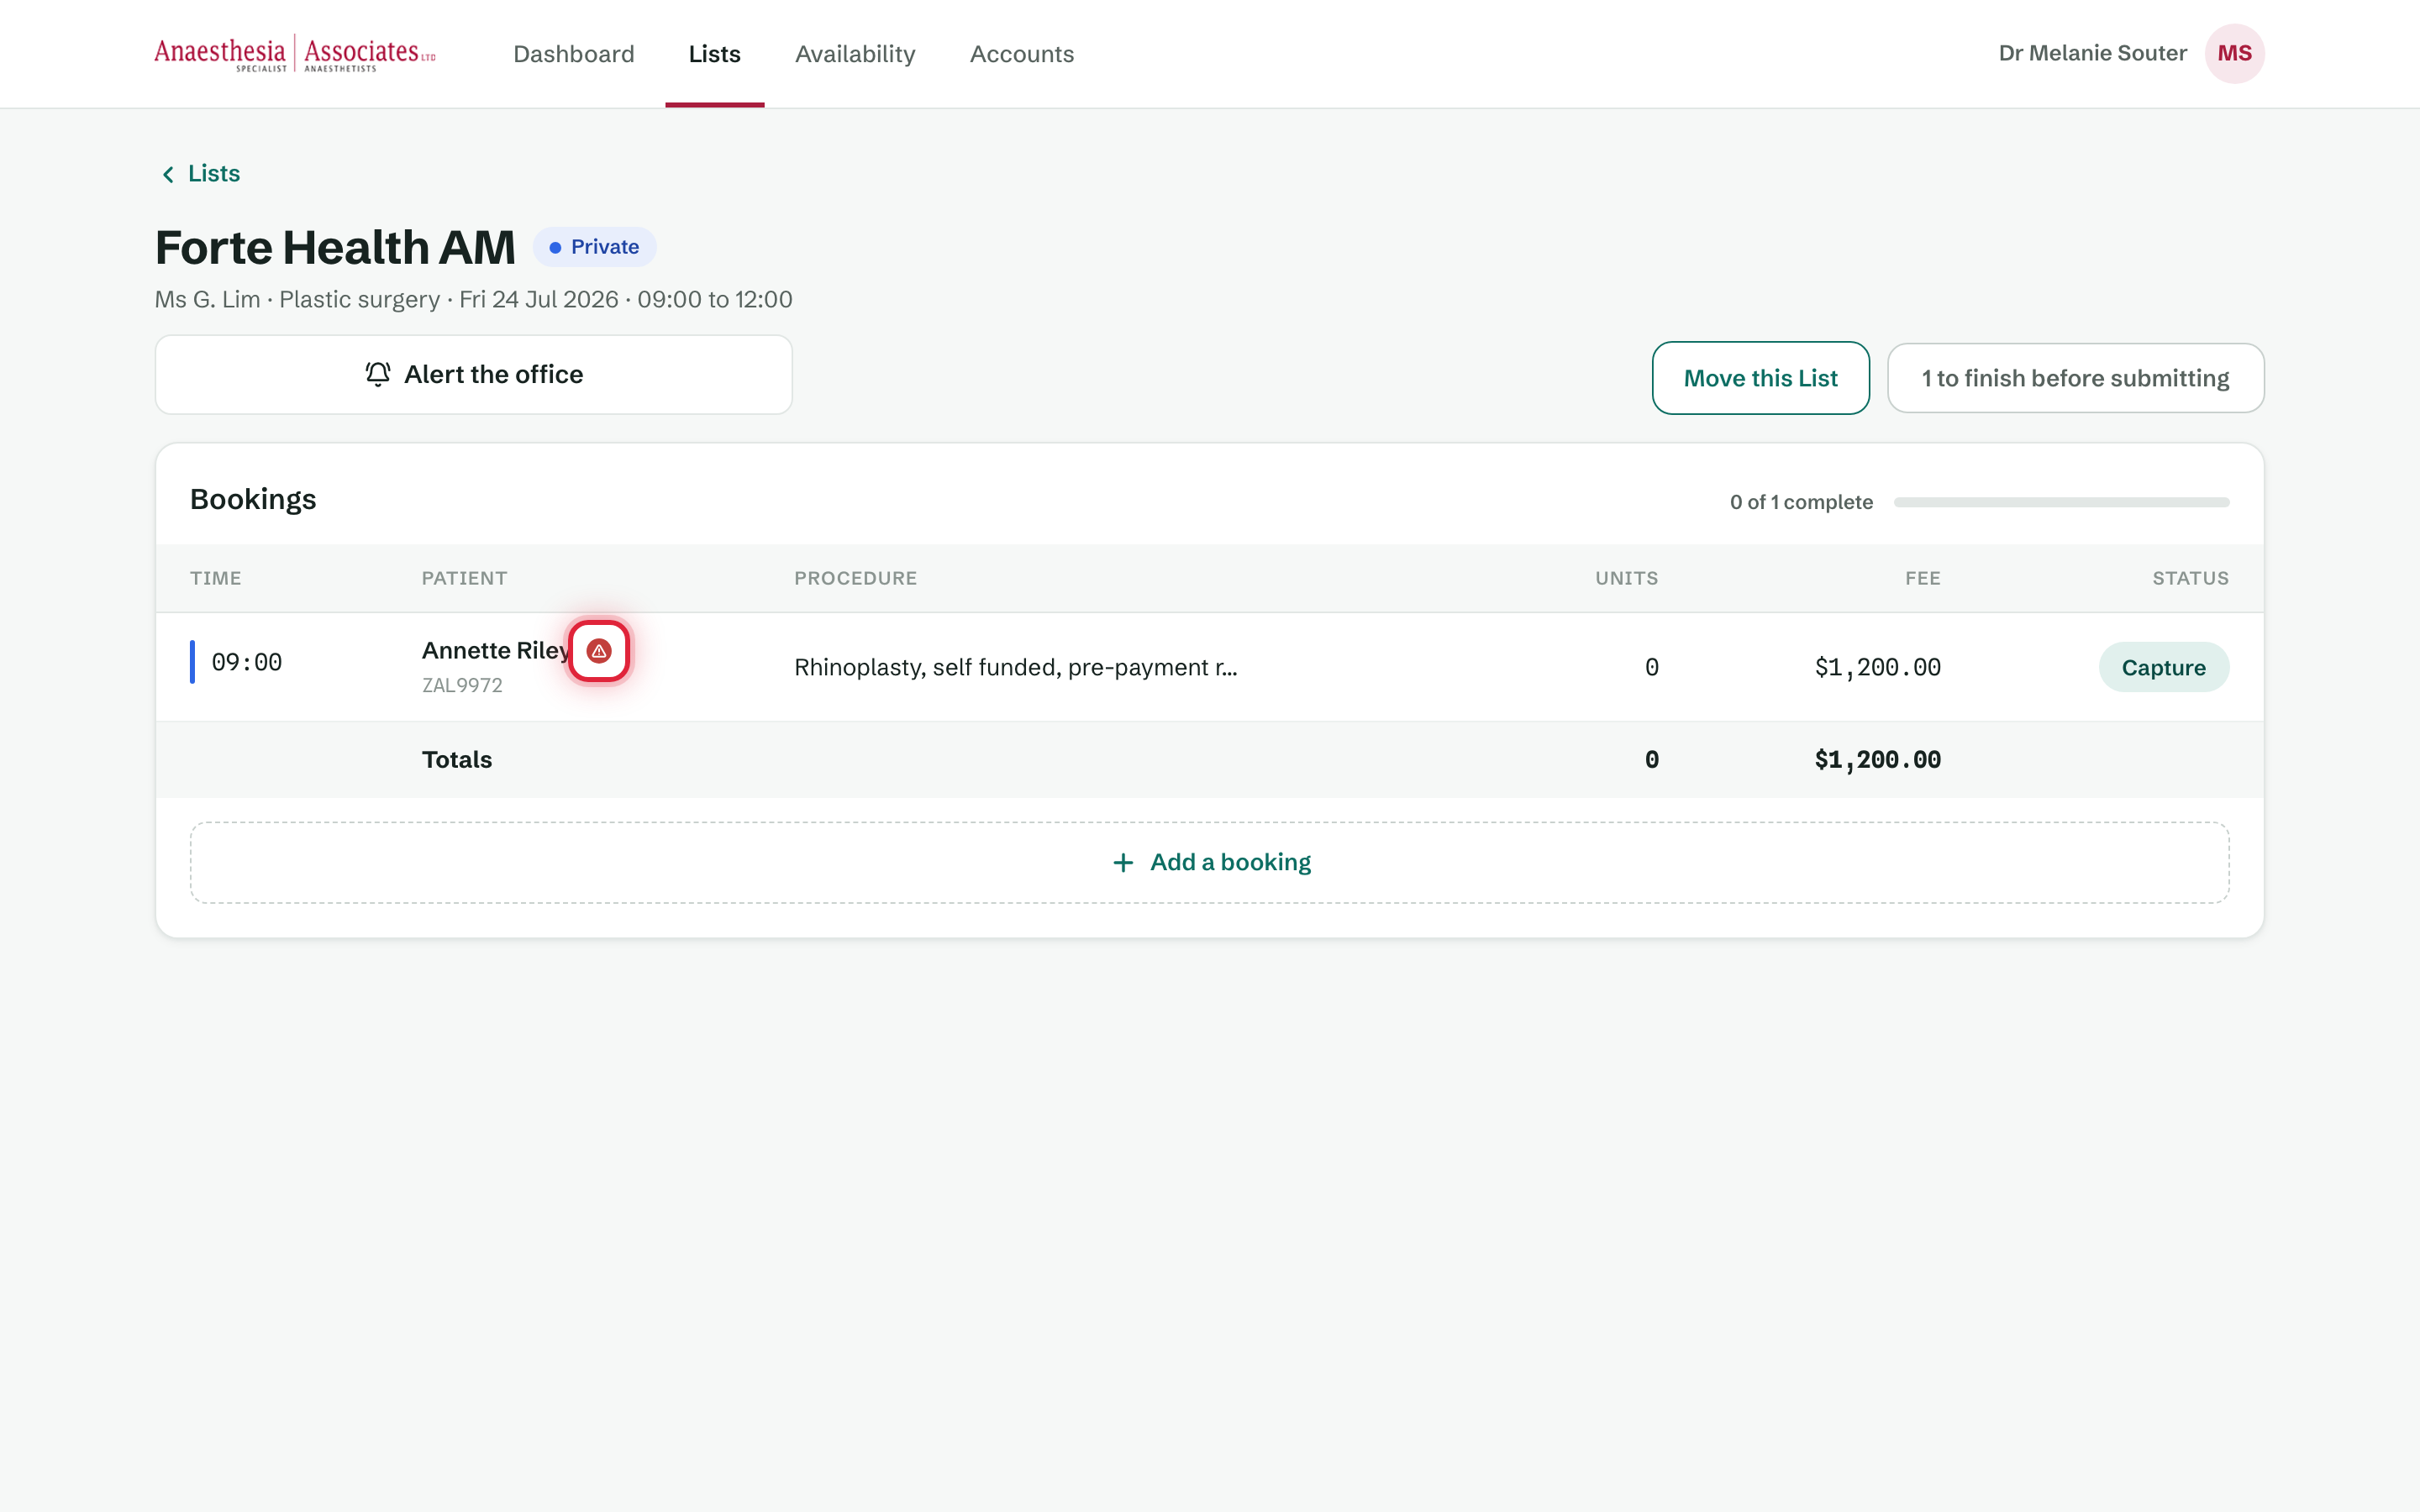 Anaesthesia Associates LTD
SPECIALIST ANAESTHETISTS
Dashboard
Lists
Availability
Accounts
Dr Melanie Souter
MS
Lists
Forte Health AM
Private
Ms G. Lim · Plastic surgery · Fri 24 Jul 2026 · 09:00 to 12:00
Alert the office
Move this List
1 to finish before submitting
Bookings
0 of 1 complete
TIME
PATIENT
PROCEDURE
UNITS
FEE
STATUS
09:00
Annette Riley
ZAL9972
Rhinoplasty, self funded, pre-payment r...
0
$1,200.00
Capture
Totals
0
$1,200.00
Add a booking